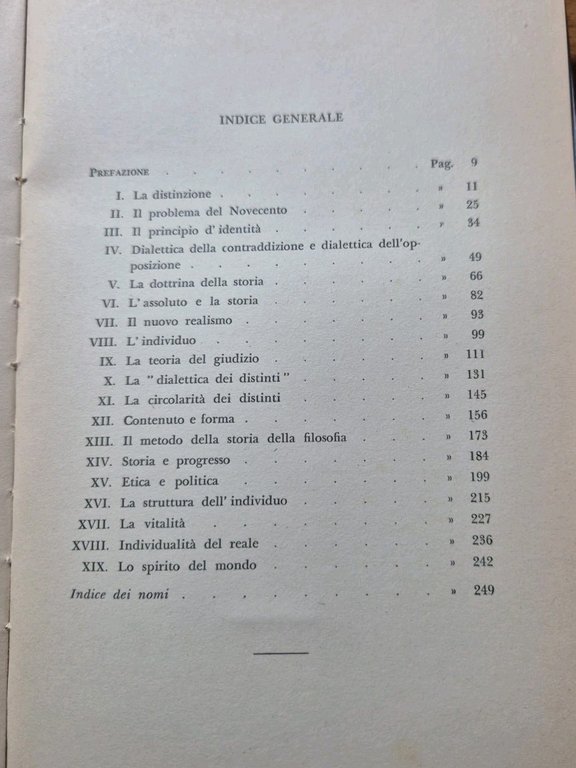 INDICE GENERALE
PREFAZIONE . . . . . . . . Pag. 9
I. La distinzione . . . . . . . » 11
II. Il problema del Novecento . . . . . » 25
III. Il principio d'identità . . . . . . » 34
IV. Dialettica della contraddizione e dialettica dell'op-
posizione . . . . . . . . » 49
V. La dottrina della storia . . . . . » 66
VI. L'assoluto e la storia . . . . . . » 82
VII. Il nuovo realismo . . . . . . » 93
VIII. L'individuo . . . . . . . » 99
IX. La teoria del giudizio . . . . . . » 111
X. La "dialettica dei distinti" . . . . . » 131
XI. La circolarità dei distinti . . . . . » 145
XII. Contenuto e forma . . . . . . » 156
XIII. Il metodo della storia della filosofia . . . . » 173
XIV. Storia e progresso . . . . . . » 184
XV. Etica e politica . . . . . . . » 199
XVI. La struttura dell'individuo . . . . . » 215
XVII. La vitalità . . . . . . . » 227
XVIII. Individualità del reale . . . . . . » 236
XIX. Lo spirito del mondo . . . . . . » 242
Indice dei nomi . . . . . . . . . » 249